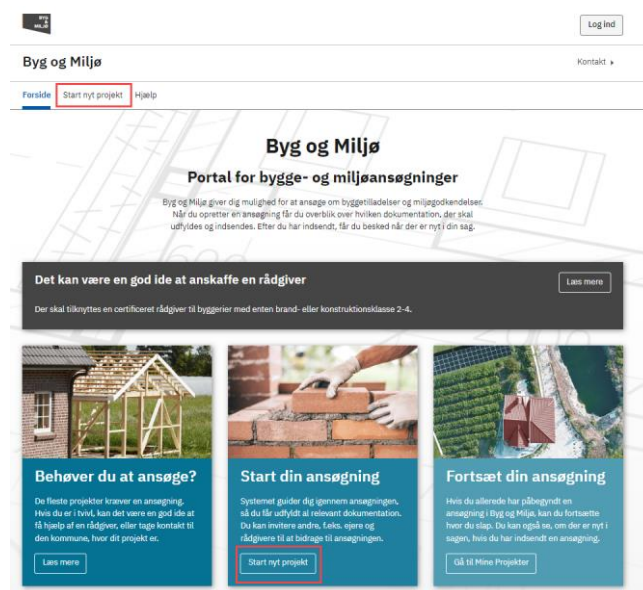 BYG
&
MILJØ
Log ind
Byg og Miljø
Kontakt
Forside Start nyt projekt Hjælp
Byg og Miljø
Portal for bygge- og miljøansøgninger
Byg og Miljø giver dig mulighed for at ansøge om byggetilladelser og miljøgodkendelser.
Når du opretter en ansøgning får du overblik over hvilken dokumentation, der skal
udfyldes og indsendes. Efter du har indsendt, får du besked når der er nyt i din sag.
Det kan være en god ide at anskaffe en rådgiver
Læs mere
Der skal tilknyttes en certificeret rådgiver til byggerier med enten brand- eller konstruktionsklasse 2-4.
Behøver du at ansøge?
De fleste projekter kræver en ansøgning.
Hvis du er i tvivl, kan det være en god ide at
få hjælp af en rådgiver, eller tage kontakt til
den kommune, hvor dit projekt er.
Læs mere
Start din ansøgning
Systemet guider dig igennem ansøgningen,
så du får udfyldt al relevant dokumentation.
Du kan invitere andre, f.eks. ejere og
rådgivere til at bidrage til ansøgningen.
Start nyt projekt
Fortsæt din ansøgning
Hvis du allerede har påbegyndt en
ansøgning i Byg og Miljø, kan du fortsætte
hvor du slap. Du kan også se, om der er nyt i
sagen, hvis du har indsendt en ansøgning.
Gå til Mine Projekter